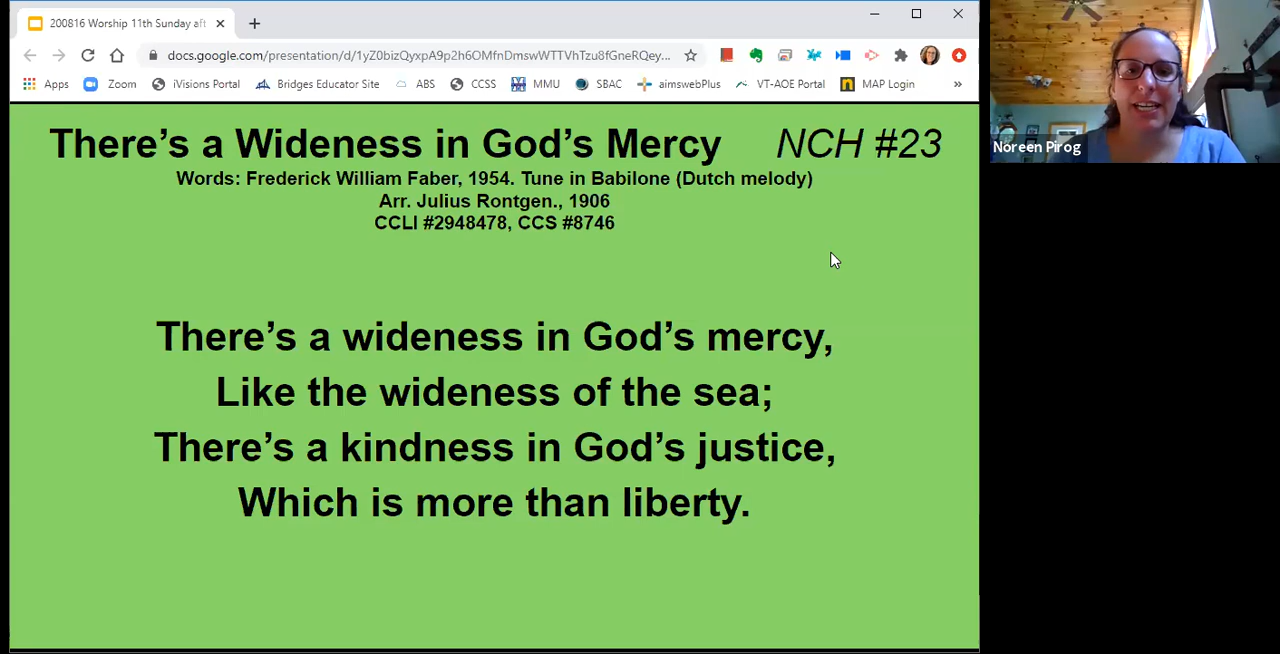 200816 Worship 11th Sunday aft
docs.google.com/presentation/d/1yZ0bizQyxpA9p2h6OMfnDmswWTTVhTzu8fGneRQey...
Apps Zoom iVisions Portal Bridges Educator Site ABS CCSS MMU SBAC aimswebPlus VT-AOE Portal MAP Login »
There's a Wideness in God's Mercy NCH #23
Words: Frederick William Faber, 1954. Tune in Babilone (Dutch melody)
Arr. Julius Rontgen., 1906
CCLI #2948478, CCS #8746
There's a wideness in God's mercy,
Like the wideness of the sea;
There's a kindness in God's justice,
Which is more than liberty.
Noreen Pirog